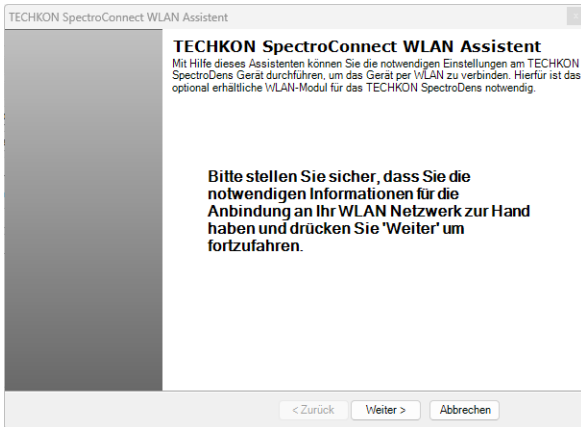 TECHKON SpectroConnect WLAN Assistent
TECHKON SpectroConnect WLAN Assistent
Mit Hilfe dieses Assistenten können Sie die notwendigen Einstellungen am TECHKON
SpectroDens Gerät durchführen, um das Gerät per WLAN zu verbinden. Hierfür ist das
optional erhältliche WLAN-Modul für das TECHKON SpectroDens notwendig.
Bitte stellen Sie sicher, dass Sie die
notwendigen Informationen für die
Anbindung an Ihr WLAN Netzwerk zur Hand
haben und drücken Sie 'Weiter' um
fortzufahren.
< Zurück Weiter > Abbrechen